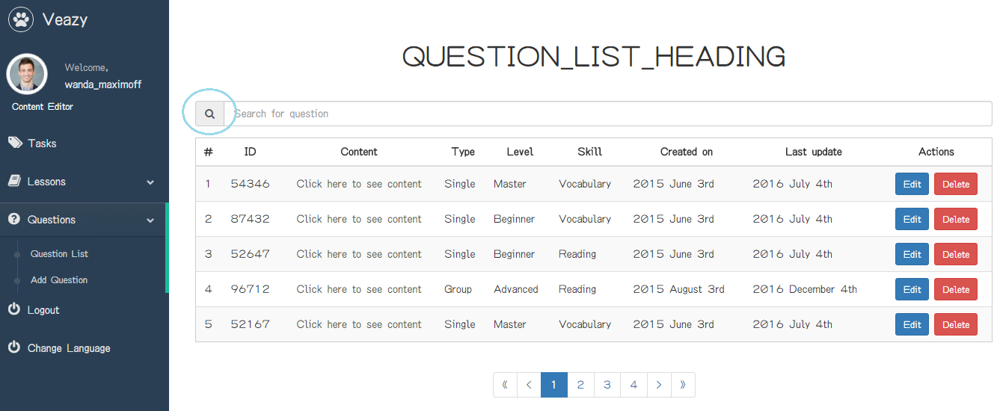 Veazy
Welcome,
wanda_maximoff
Content Editor
Tasks
Lessons
Questions
Question List
Add Question
Logout
Change Language
QUESTION_LIST_HEADING
Search for question
# ID Content Type Level Skill Created on Last update Actions
1 54346 Click here to see content Single Master Vocabulary 2015 June 3rd 2016 July 4th Edit Delete
2 87432 Click here to see content Single Beginner Vocabulary 2015 June 3rd 2016 July 4th Edit Delete
3 52647 Click here to see content Single Beginner Reading 2015 June 3rd 2016 July 4th Edit Delete
4 96712 Click here to see content Group Advanced Reading 2015 August 3rd 2016 December 4th Edit Delete
5 52167 Click here to see content Single Master Vocabulary 2015 June 3rd 2016 July 4th Edit Delete
《 < 1 2 3 4 > 》